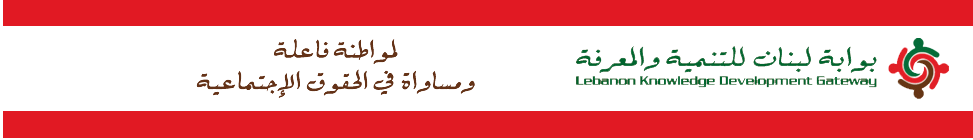 بوابة لبنان للتنمية والمعرفة
Lebanon Knowledge Development Gateway
لمواطنة فاعلة
ومساواة في الحقوق الإجتماعية